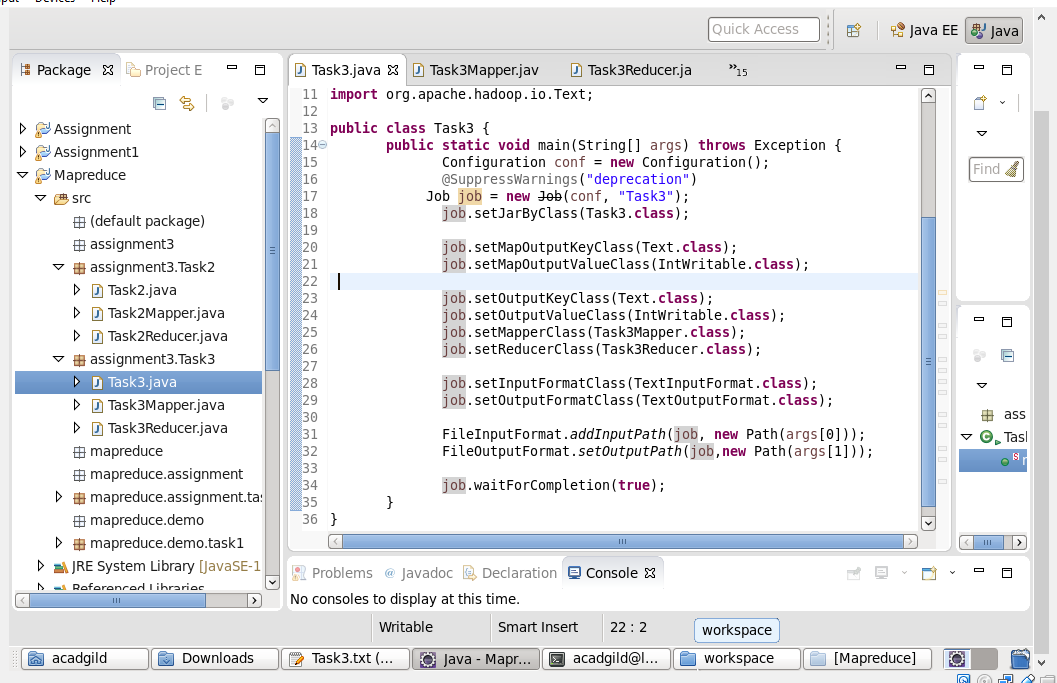 Devices Help
Quick Access
Java EE
Java
Package
Project E
Task3.java
Task3Mapper.jav
Task3Reducer.ja
»15
Assignment
Assignment1
Mapreduce
src
(default package)
assignment3
assignment3.Task2
Task2.java
Task2Mapper.java
Task2Reducer.java
assignment3.Task3
Task3.java
Task3Mapper.java
Task3Reducer.java
mapreduce
mapreduce.assignment
mapreduce.assignment.ta
mapreduce.demo
mapreduce.demo.task1
JRE System Library [JavaSE-1
Referenced Libraries
11 import org.apache.hadoop.io.Text;
12
13 public class Task3 {
14 public static void main(String[] args) throws Exception {
15 Configuration conf = new Configuration();
16 @SuppressWarnings("deprecation")
17 Job job = new Job(conf, "Task3");
18 job.setJarByClass(Task3.class);
19
20 job.setMapOutputKeyClass(Text.class);
21 job.setMapOutputValueClass(IntWritable.class);
22
23 job.setOutputKeyClass(Text.class);
24 job.setOutputValueClass(IntWritable.class);
25 job.setMapperClass(Task3Mapper.class);
26 job.setReducerClass(Task3Reducer.class);
27
28 job.setInputFormatClass(TextInputFormat.class);
29 job.setOutputFormatClass(TextOutputFormat.class);
30
31 FileInputFormat.addInputPath(job, new Path(args[0]));
32 FileOutputFormat.setOutputPath(job,new Path(args[1]));
33
34 job.waitForCompletion(true);
35 }
36 }
Find
ass
Tas
Problems
@ Javadoc
Declaration
Console
No consoles to display at this time.
Writable
Smart Insert
22 : 2
workspace
acadgild
Downloads
Task3.txt (...
Java - Mapr...
acadgild@l...
workspace
[Mapreduce]